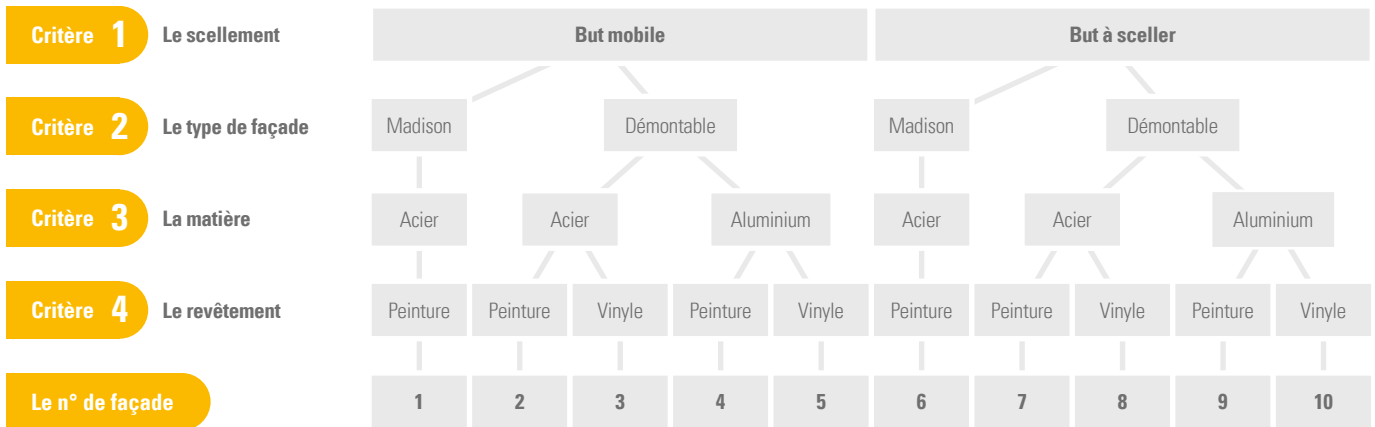 Critère 1 Le scellement But mobile But à sceller
Critère 2 Le type de façade Madison Démontable Madison Démontable
Critère 3 La matière Acier Acier Aluminium Acier Acier Aluminium
Critère 4 Le revêtement Peinture Peinture Vinyle Peinture Vinyle Peinture Peinture Vinyle Peinture Vinyle
Le n° de façade 1 2 3 4 5 6 7 8 9 10